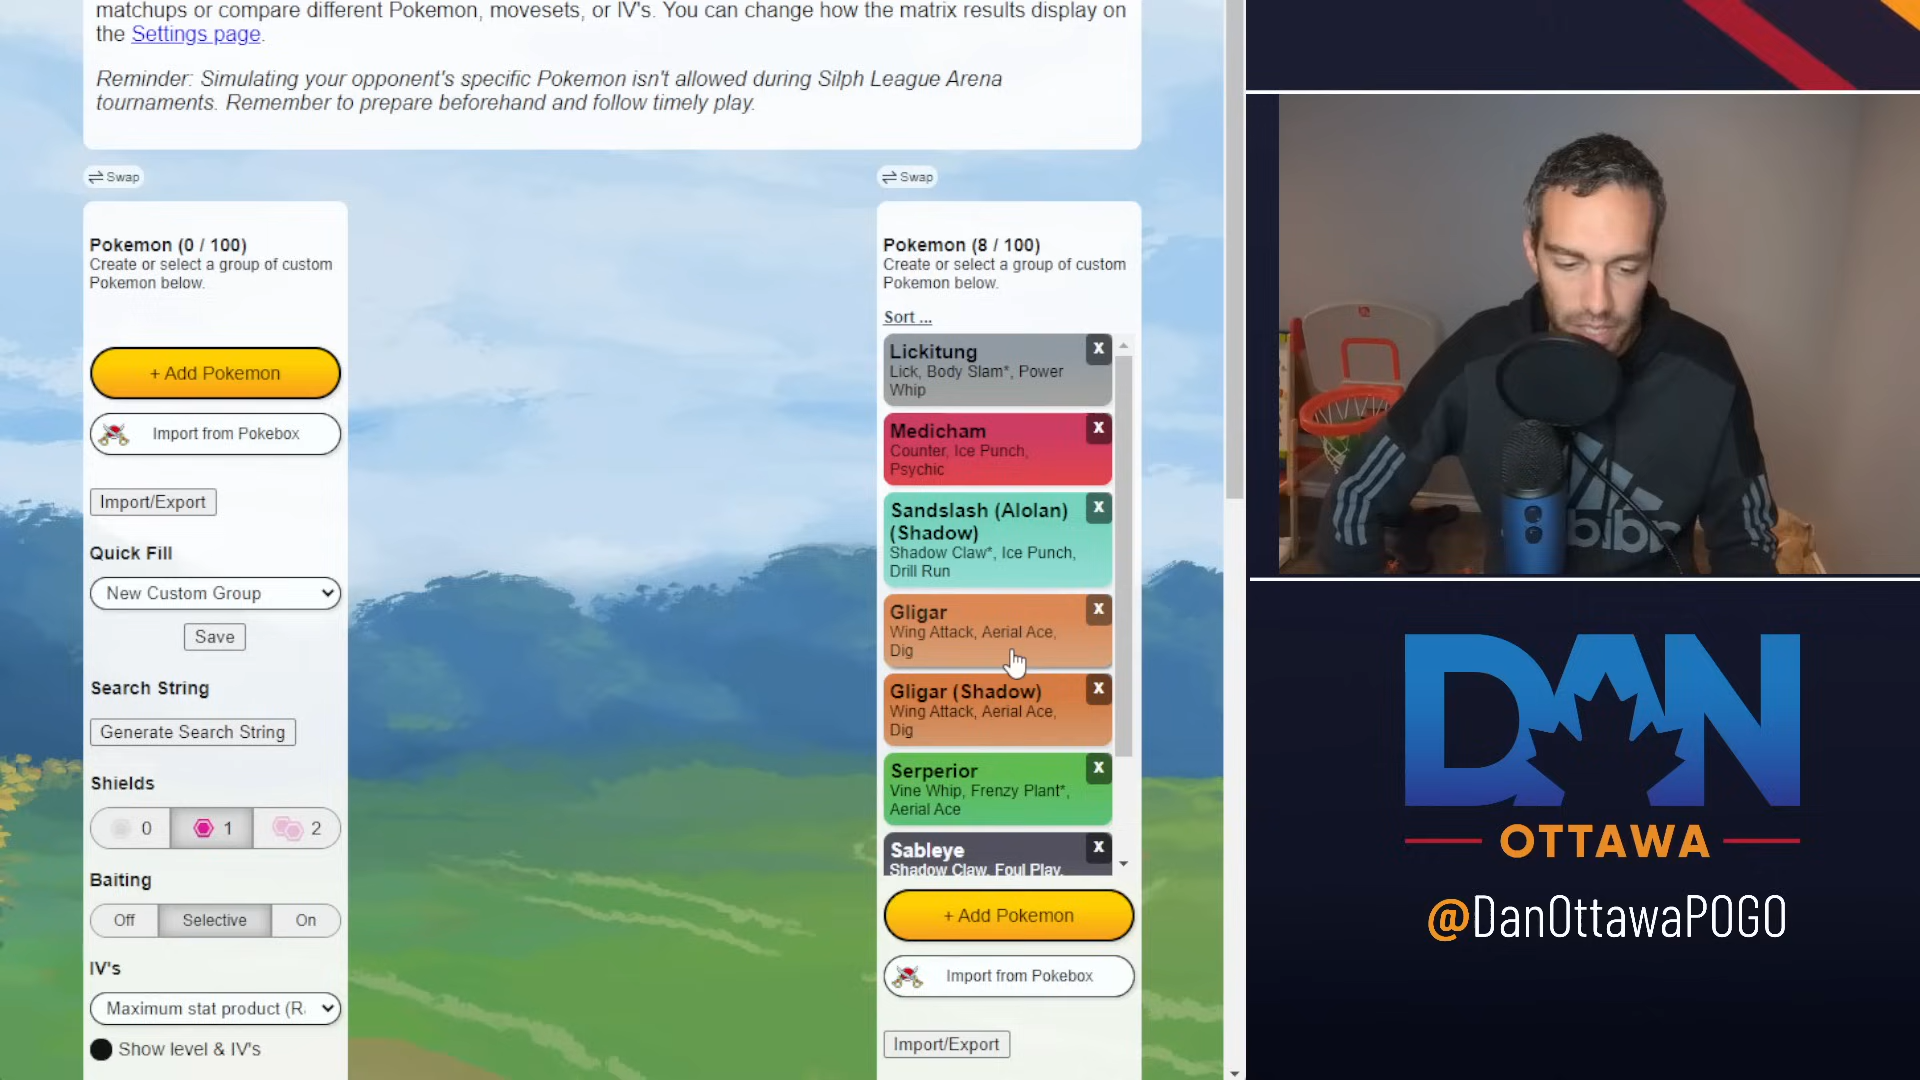 matchups or compare different Pokemon, movesets, or IV's. You can change how the matrix results display on
the Settings page.
Reminder: Simulating your opponent's specific Pokemon isn't allowed during Silph League Arena
tournaments. Remember to prepare beforehand and follow timely play.
Swap
Pokemon (0 / 100)
Create or select a group of custom
Pokemon below.
+ Add Pokemon
Import from Pokebox
Import/Export
Quick Fill
New Custom Group
Save
Search String
Generate Search String
Shields
0
1
2
Baiting
Off
Selective
On
IV's
Maximum stat product (R
Show level & IV's
Swap
Pokemon (8 / 100)
Create or select a group of custom
Pokemon below.
Sort ...
Lickitung
X
Lick, Body Slam*, Power
Whip
Medicham
X
Counter, Ice Punch,
Psychic
Sandslash (Alolan)
(Shadow)
X
Shadow Claw*, Ice Punch,
Drill Run
Gligar
X
Wing Attack, Aerial Ace,
Dig
Gligar (Shadow)
X
Wing Attack, Aerial Ace,
Dig
Serperior
X
Vine Whip, Frenzy Plant*,
Aerial Ace
Sableye
X
Shadow Claw, Foul Play,
+ Add Pokemon
Import from Pokebox
Import/Export
adidas
DAN
OTTAWA
@DanOttawaPOGO